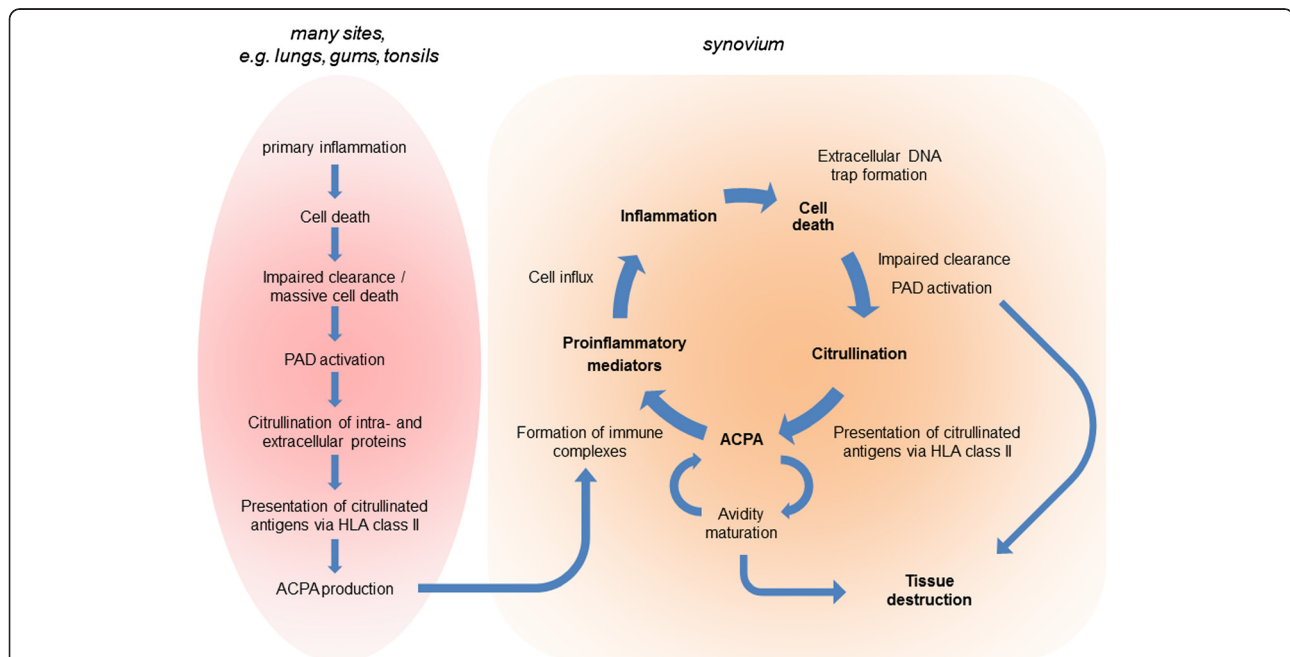 many sites,
e.g. lungs, gums, tonsils
primary inflammation
Cell death
Impaired clearance /
massive cell death
PAD activation
Citrullination of intra- and
extracellular proteins
Presentation of citrullinated
antigens via HLA class II
ACPA production
synovium
Extracellular DNA
trap formation
Inflammation
Cell
death
Cell influx
Impaired clearance
PAD activation
Proinflammatory
mediators
Citrullination
Formation of immune
complexes
ACPA
Presentation of citrullinated
antigens via HLA class II
Avidity
maturation
Tissue
destruction